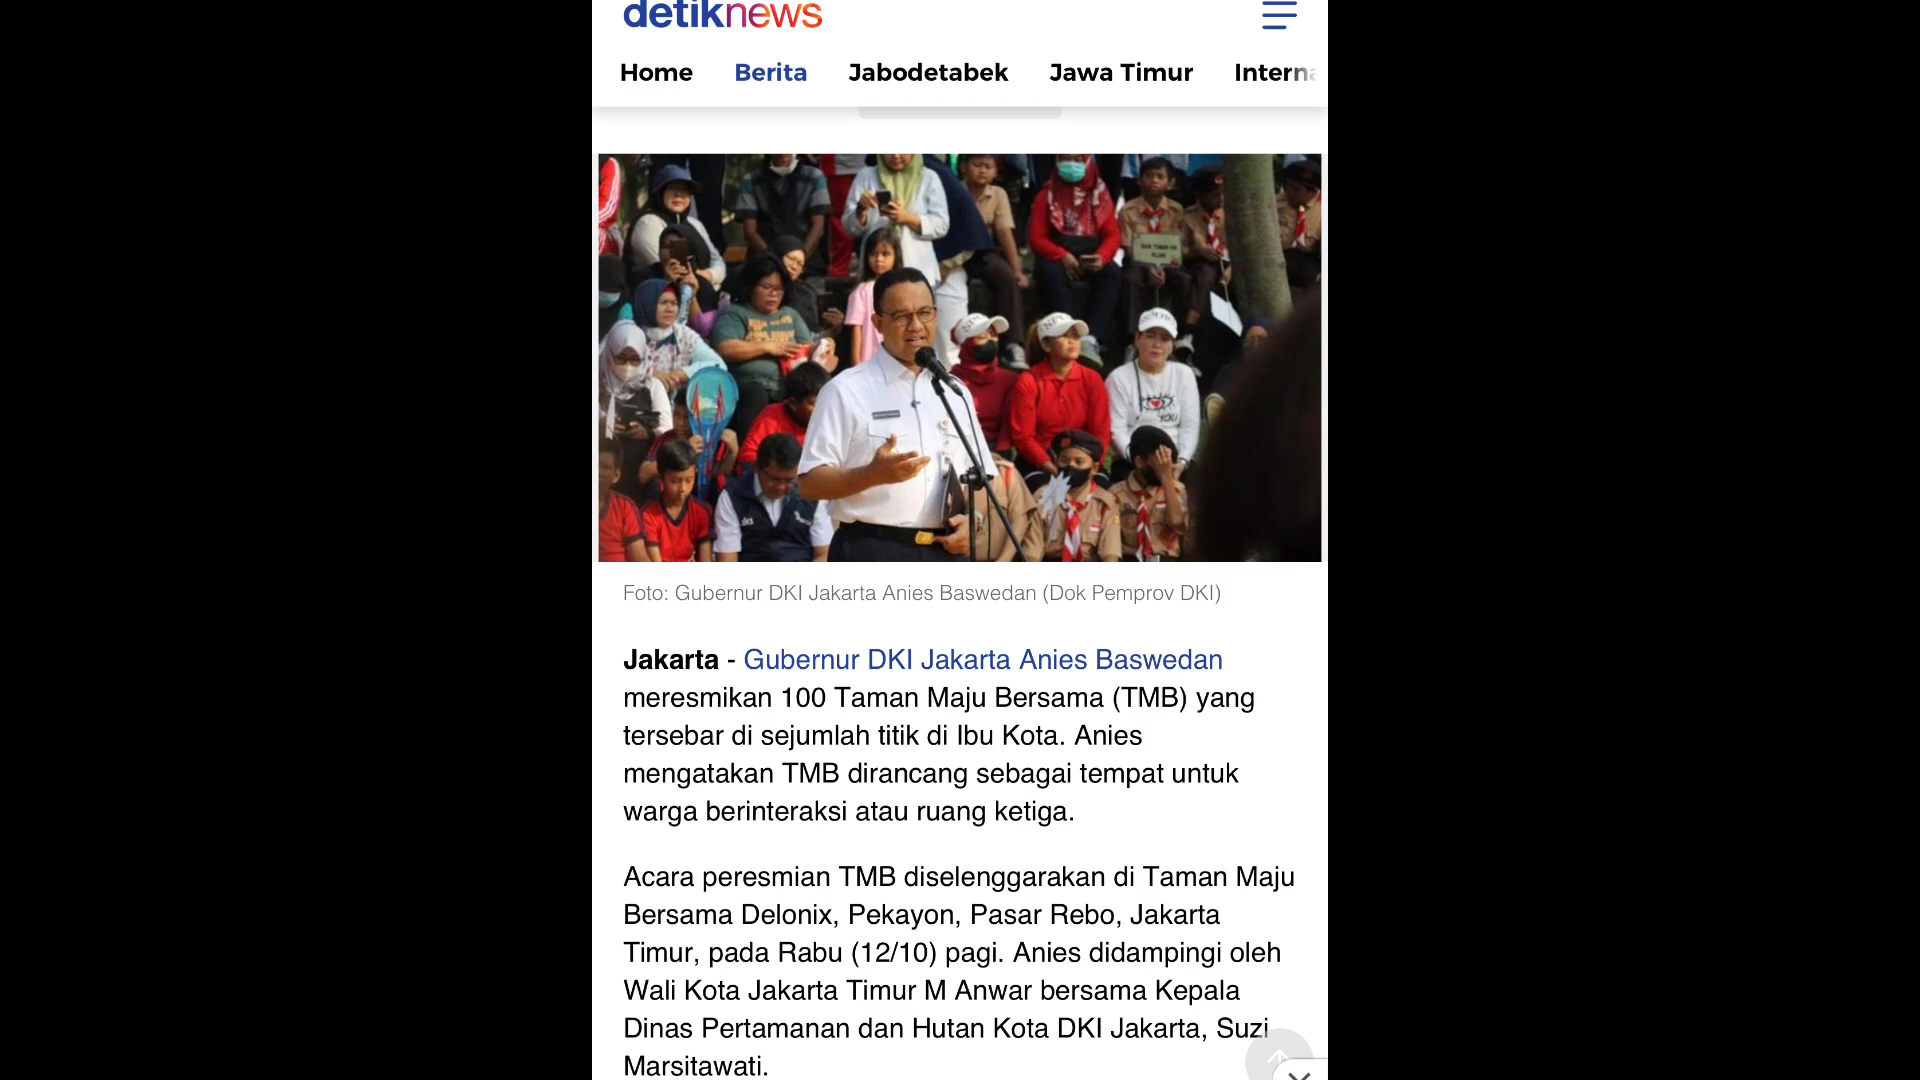 detiknews
Home Berita Jabodetabek Jawa Timur Interna
YOU
Foto: Gubernur DKI Jakarta Anies Baswedan (Dok Pemprov DKI)
Jakarta - Gubernur DKI Jakarta Anies Baswedan
meresmikan 100 Taman Maju Bersama (TMB) yang
tersebar di sejumlah titik di Ibu Kota. Anies
mengatakan TMB dirancang sebagai tempat untuk
warga berinteraksi atau ruang ketiga.
Acara peresmian TMB diselenggarakan di Taman Maju
Bersama Delonix, Pekayon, Pasar Rebo, Jakarta
Timur, pada Rabu (12/10) pagi. Anies didampingi oleh
Wali Kota Jakarta Timur M Anwar bersama Kepala
Dinas Pertamanan dan Hutan Kota DKI Jakarta, Suzi
Marsitawati.